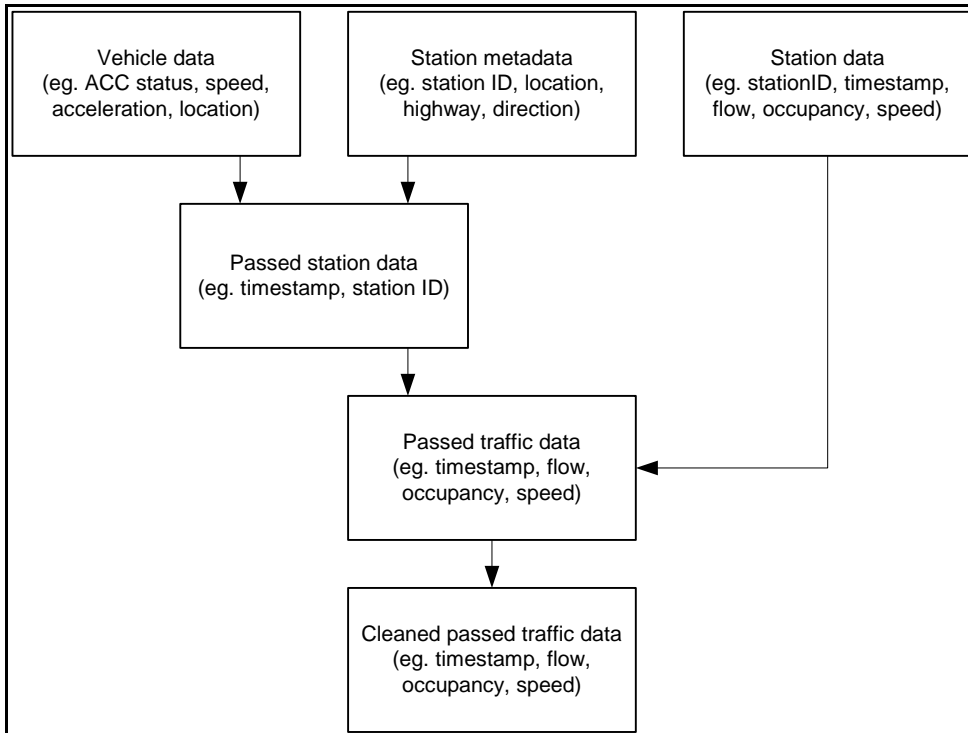 Vehicle data
(eg. ACC status, speed,
acceleration, location)
Station metadata
(eg. station ID, location,
highway, direction)
Station data
(eg. stationID, timestamp,
flow, occupancy, speed)
Passed station data
(eg. timestamp, station ID)
Passed traffic data
(eg. timestamp, flow,
occupancy, speed)
Cleaned passed traffic data
(eg. timestamp, flow,
occupancy, speed)